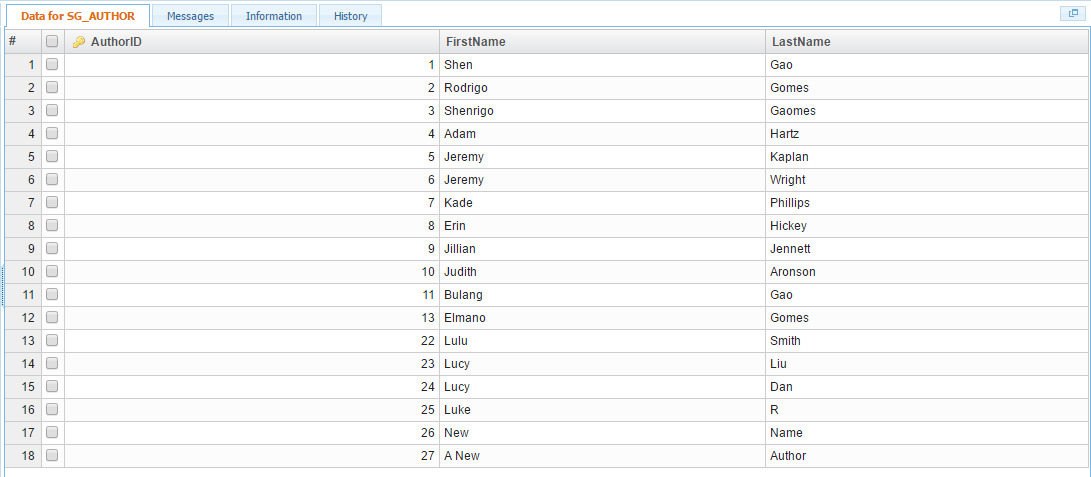 Data for SG_AUTHOR Messages Information History
# AuthorID FirstName LastName
1 1 Shen Gao
2 2 Rodrigo Gomes
3 3 Shenrigo Gaomes
4 4 Adam Hartz
5 5 Jeremy Kaplan
6 6 Jeremy Wright
7 7 Kade Phillips
8 8 Erin Hickey
9 9 Jillian Jennett
10 10 Judith Aronson
11 11 Bulang Gao
12 13 Elmano Gomes
13 22 Lulu Smith
14 23 Lucy Liu
15 24 Lucy Dan
16 25 Luke R
17 26 New Name
18 27 A New Author